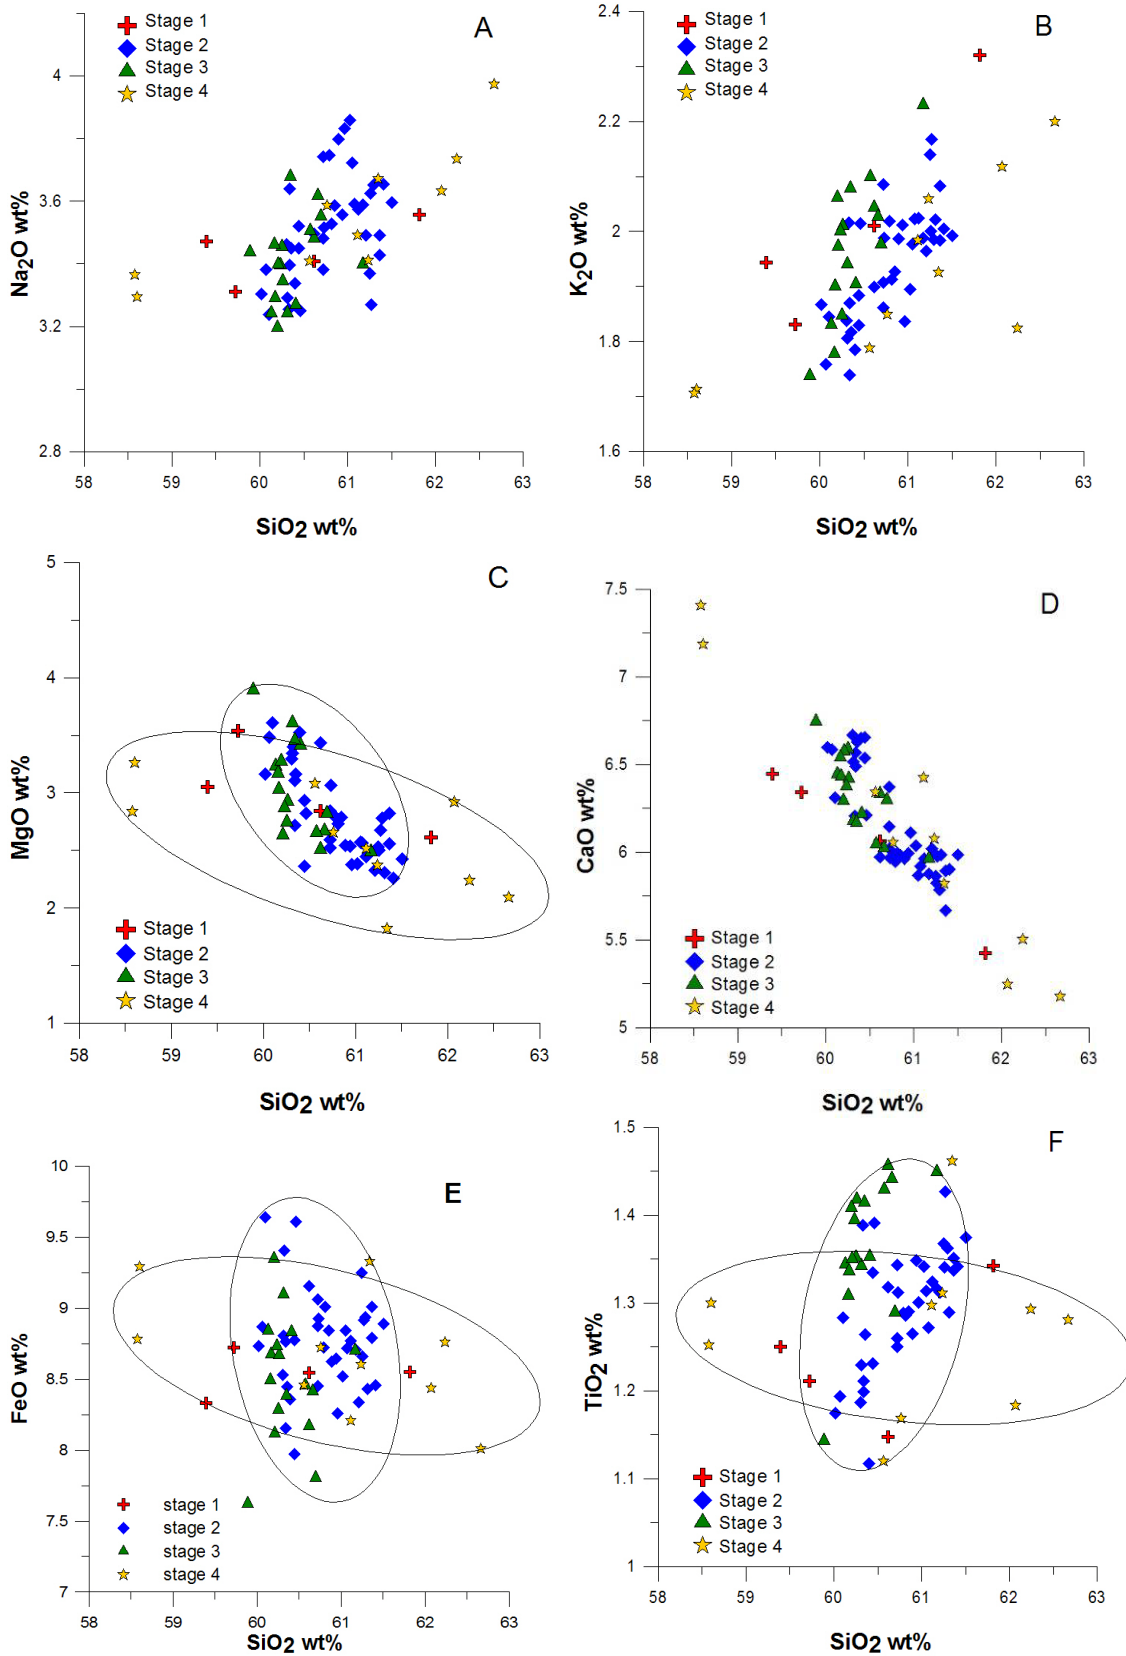 A
Stage 1
Stage 2
Stage 3
Stage 4
4
3.6
3.2
2.8
Na2O wt%
58 59 60 61 62 63
SiO2 wt%
B
Stage 1
Stage 2
Stage 3
Stage 4
2.4
2.2
2
1.8
1.6
K2O wt%
58 59 60 61 62 63
SiO2 wt%
C
5
4
3
2
1
MgO wt%
Stage 1
Stage 2
Stage 3
Stage 4
58 59 60 61 62 63
SiO2 wt%
D
7.5
7
6.5
6
5.5
5
CaO wt%
Stage 1
Stage 2
Stage 3
Stage 4
58 59 60 61 62 63
SiO2 wt%
E
10
9.5
9
8.5
8
7.5
7
FeO wt%
stage 1
stage 2
stage 3
stage 4
58 59 60 61 62 63
SiO2 wt%
F
1.5
1.4
1.3
1.2
1.1
1
TiO2 wt%
Stage 1
Stage 2
Stage 3
Stage 4
58 59 60 61 62 63
SiO2 wt%